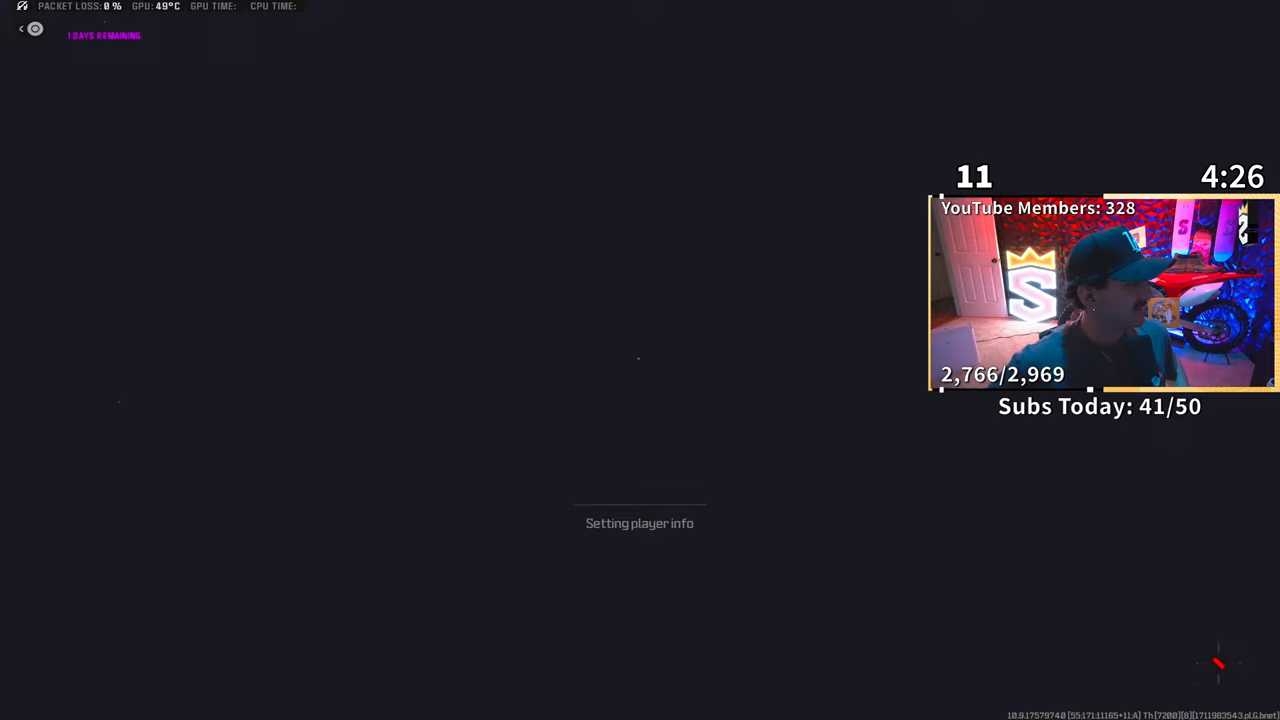 PACKET LOSS: 0 % GPU: 49°C GPU TIME: CPU TIME:
<
1 DAYS REMAINING
11
4:26
YouTube Members: 328
S
2,766/2,969
Subs Today: 41/50
Setting player info